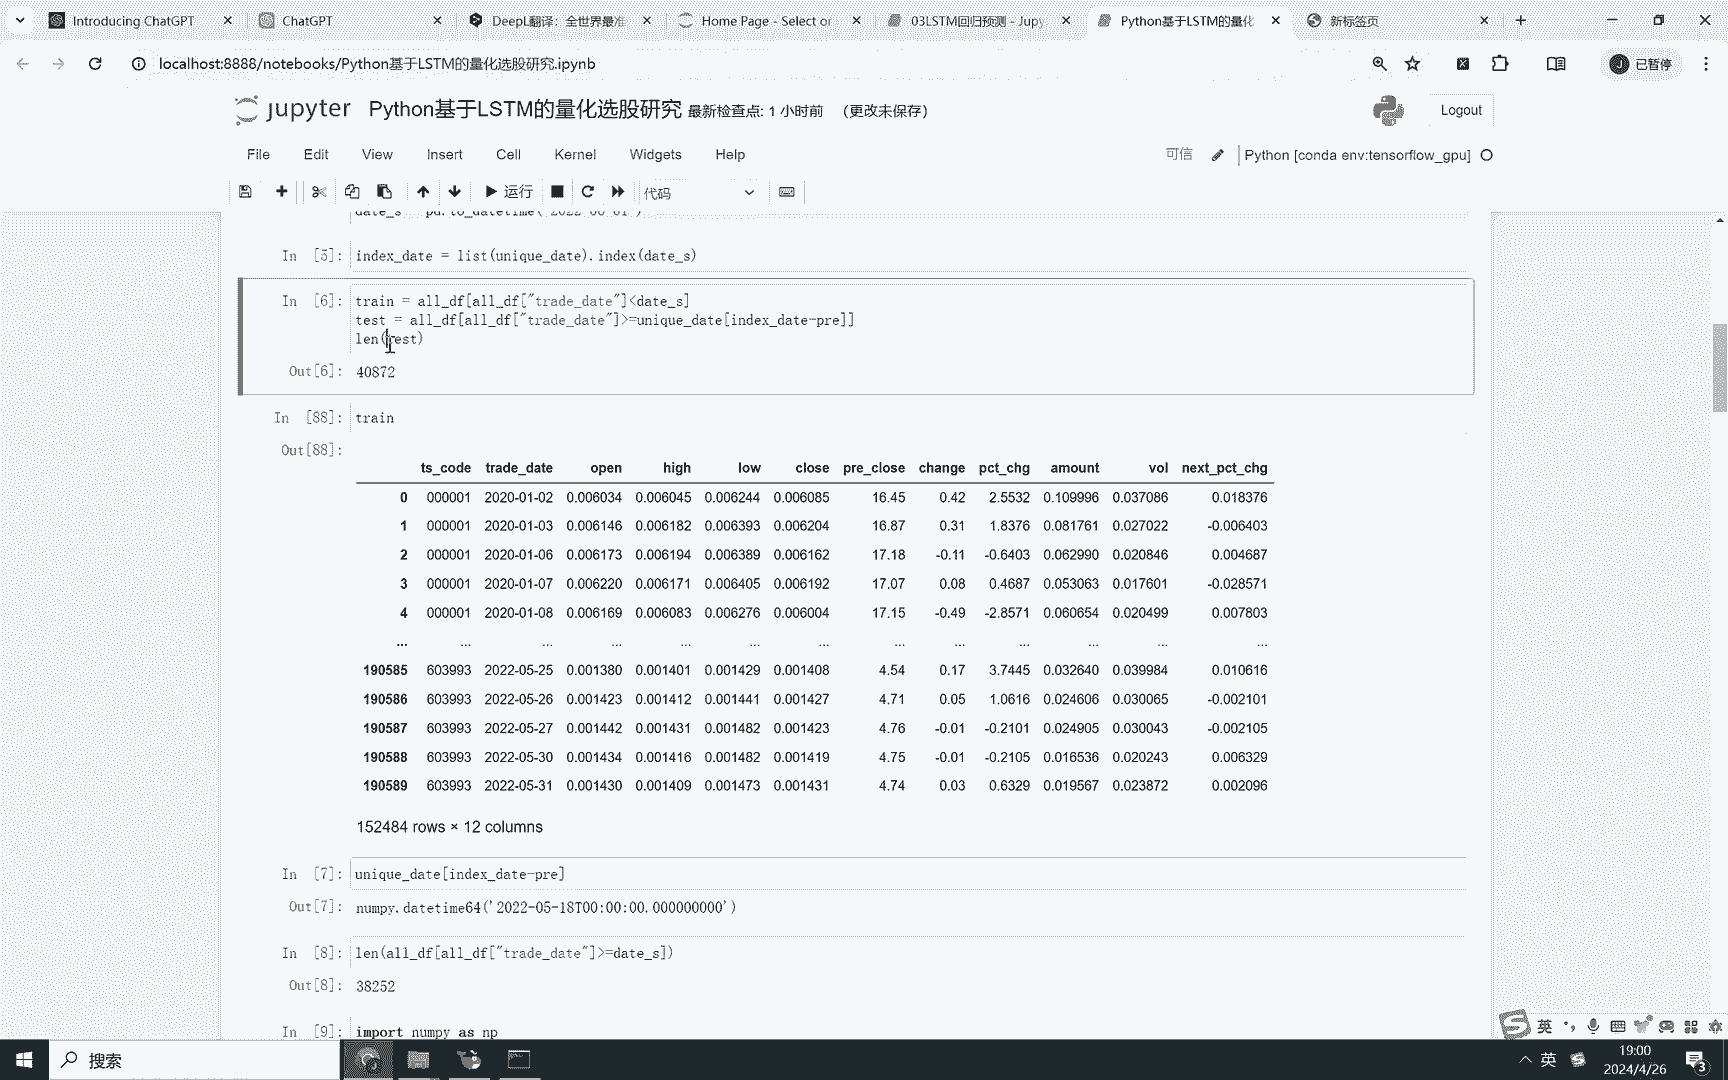 Introducing ChatGPT
ChatGPT
DeepL翻译：全世界最准
Home Page - Select or
03LSTM回归预测 - Jupy
Python基于LSTM的量化
新标签页
localhost:8888/notebooks/Python基于LSTM的量化选股研究.ipynb
J 已暂停
jupyter Python基于LSTM的量化选股研究 最新检查点: 1 小时前 （更改未保存）
Logout
File Edit View Insert Cell Kernel Widgets Help
可信 Python [conda env:tensorflow_gpu]
运行 代码
date_s = pd.to_datetime('2022-06-01')
In [5]: index_date = list(unique_date).index(date_s)
In [6]: train = all_df[all_df["trade_date"]<date_s]
test = all_df[all_df["trade_date"]>=unique_date[index_date-pre]]
len(test)
Out[6]: 40872
In [88]: train
Out[88]:
ts_code trade_date open high low close pre_close change pct_chg amount vol next_pct_chg
0 000001 2020-01-02 0.006034 0.006045 0.006244 0.006085 16.45 0.42 2.5532 0.109996 0.037086 0.018376
1 000001 2020-01-03 0.006146 0.006182 0.006393 0.006204 16.87 0.31 1.8376 0.081761 0.027022 -0.006403
2 000001 2020-01-06 0.006173 0.006194 0.006389 0.006162 17.18 -0.11 -0.6403 0.062990 0.020846 0.004687
3 000001 2020-01-07 0.006220 0.006171 0.006405 0.006192 17.07 0.08 0.4687 0.053063 0.017601 -0.028571
4 000001 2020-01-08 0.006169 0.006083 0.006276 0.006004 17.15 -0.49 -2.8571 0.060654 0.020499 0.007803
... ... ... ... ... ... ... ... ... ... ... ... ...
190585 603993 2022-05-25 0.001380 0.001401 0.001429 0.001408 4.54 0.17 3.7445 0.032640 0.039984 0.010616
190586 603993 2022-05-26 0.001423 0.001412 0.001441 0.001427 4.71 0.05 1.0616 0.024606 0.030065 -0.002101
190587 603993 2022-05-27 0.001442 0.001431 0.001482 0.001423 4.76 -0.01 -0.2101 0.024905 0.030043 -0.002105
190588 603993 2022-05-30 0.001434 0.001416 0.001482 0.001419 4.75 -0.01 -0.2105 0.016536 0.020243 0.006329
190589 603993 2022-05-31 0.001430 0.001409 0.001473 0.001431 4.74 0.03 0.6329 0.019567 0.023872 0.002096
152484 rows × 12 columns
In [7]: unique_date[index_date-pre]
Out[7]: numpy.datetime64('2022-05-18T00:00:00.000000000')
In [8]: len(all_df[all_df["trade_date"]>=date_s])
Out[8]: 38252
In [9]: import numpy as np
英
搜索
英
19:00
2024/4/26
3